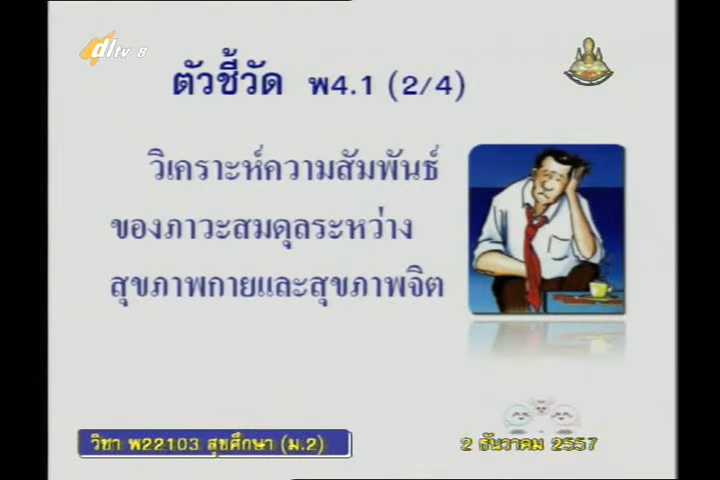 dltv 8
ตัวชี้วัด พ4.1 (2/4)
วิเคราะห์ความสัมพันธ์
ของภาวะสมดุลระหว่าง
สุขภาพกายและสุขภาพจิต
วิชา พ22103 สุขศึกษา (ม.2)
2 ธันวาคม 2557